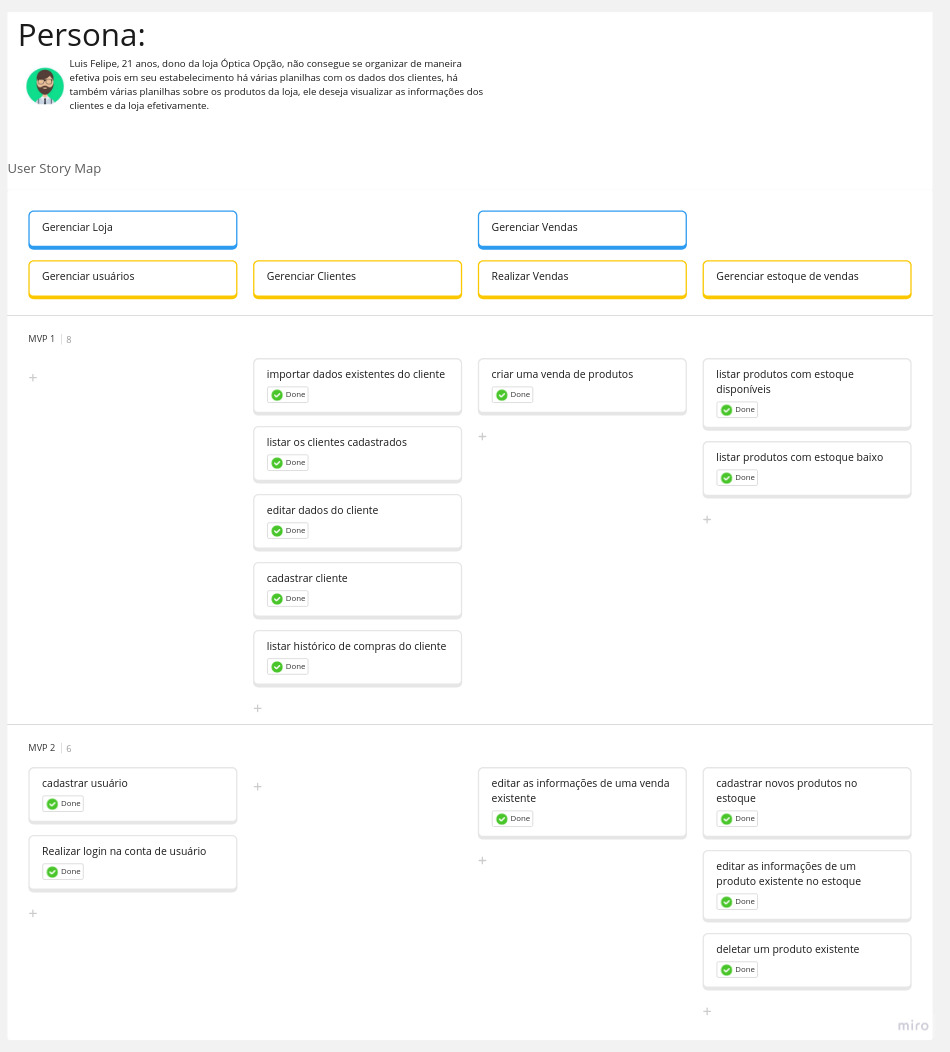 Persona:
Luis Felipe, 21 anos, dono da loja Óptica Opção, não consegue se organizar de maneira
efetiva pois em seu estabelecimento há várias planilhas com os dados dos clientes, há
também várias planilhas sobre os produtos da loja, ele deseja visualizar as informações dos
clientes e da loja efetivamente.
User Story Map
Gerenciar Loja
Gerenciar Vendas
Gerenciar usuários
Gerenciar Clientes
Realizar Vendas
Gerenciar estoque de vendas
MVP 1 | 8
+
importar dados existentes do cliente
Done
listar os clientes cadastrados
Done
editar dados do cliente
Done
cadastrar cliente
Done
listar histórico de compras do cliente
Done
+
criar uma venda de produtos
Done
+
listar produtos com estoque
disponíveis
Done
listar produtos com estoque baixo
Done
+
MVP 2 | 6
cadastrar usuário
Done
Realizar login na conta de usuário
Done
+
+
editar as informações de uma venda
existente
Done
+
cadastrar novos produtos no
estoque
Done
editar as informações de um
produto existente no estoque
Done
deletar um produto existente
Done
+
miro